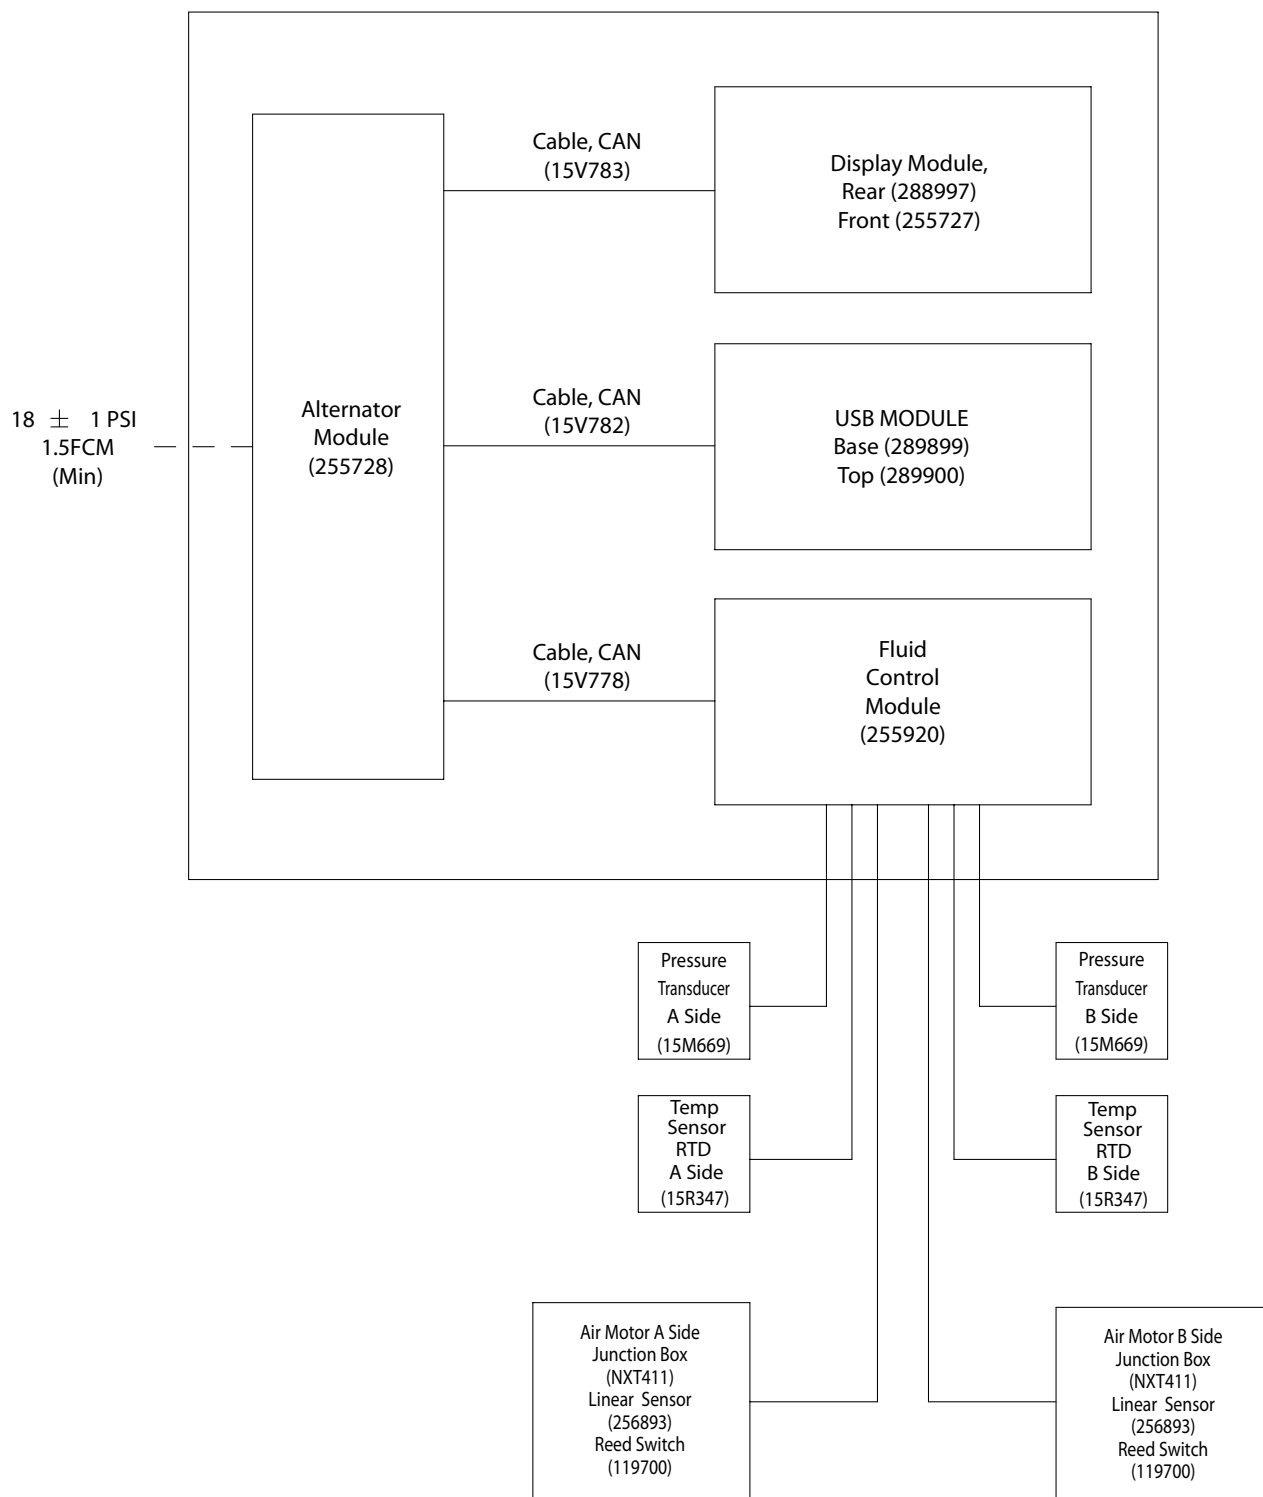 Cable, CAN
(15V783)
Display Module,
Rear (288997)
Front (255727)
18 ± 1 PSI
1.5FCM
(Min)
Alternator
Module
(255728)
Cable, CAN
(15V782)
USB MODULE
Base (289899)
Top (289900)
Cable, CAN
(15V778)
Fluid
Control
Module
(255920)
Pressure
Transducer
A Side
(15M669)
Pressure
Transducer
B Side
(15M669)
Temp
Sensor
RTD
A Side
(15R347)
Temp
Sensor
RTD
B Side
(15R347)
Air Motor A Side
Junction Box
(NXT411)
Linear Sensor
(256893)
Reed Switch
(119700)
Air Motor B Side
Junction Box
(NXT411)
Linear Sensor
(256893)
Reed Switch
(119700)